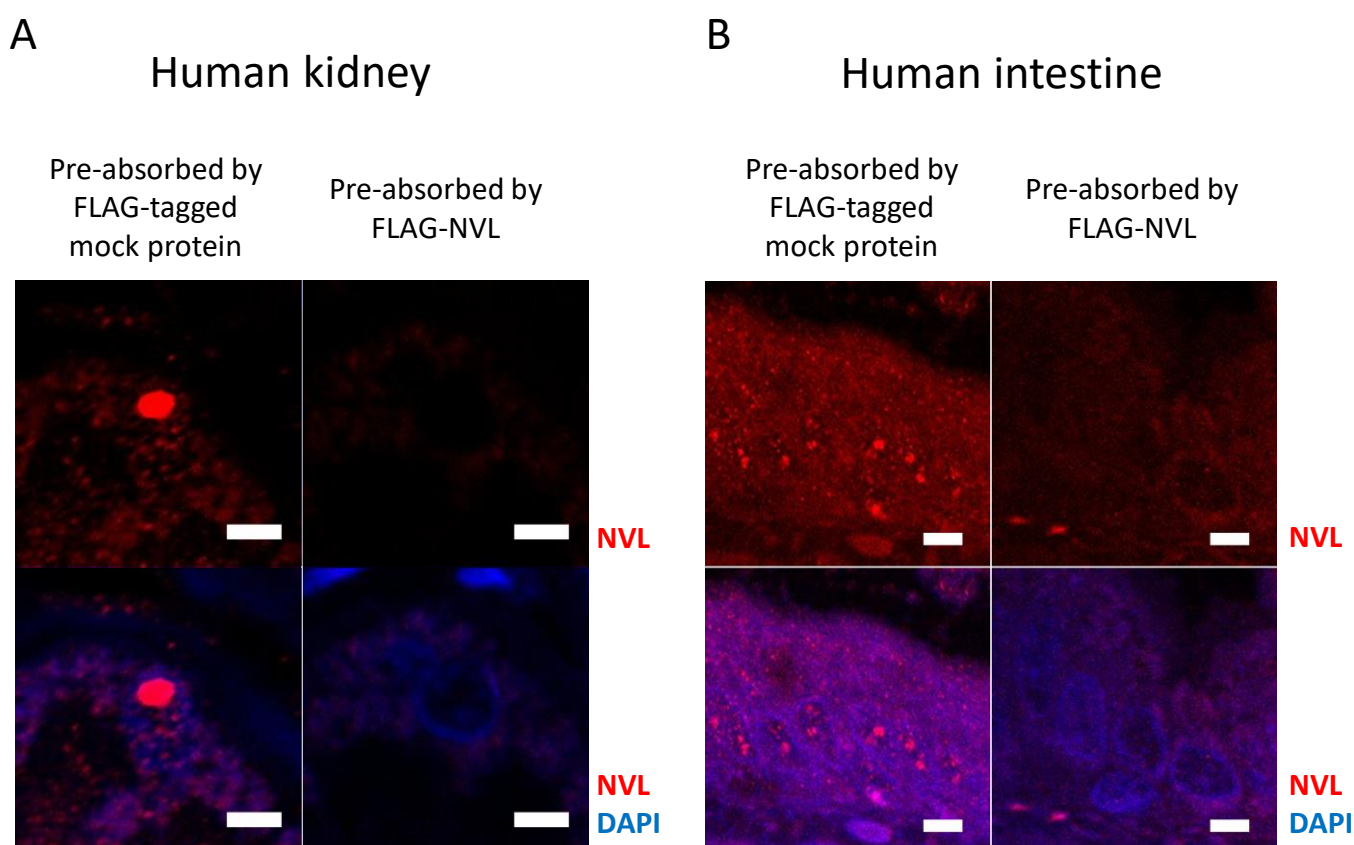 A
Human kidney
Pre-absorbed by
FLAG-tagged
mock protein
Pre-absorbed by
FLAG-NVL
NVL
NVL
DAPI
B
Human intestine
Pre-absorbed by
FLAG-tagged
mock protein
Pre-absorbed by
FLAG-NVL
NVL
NVL
DAPI